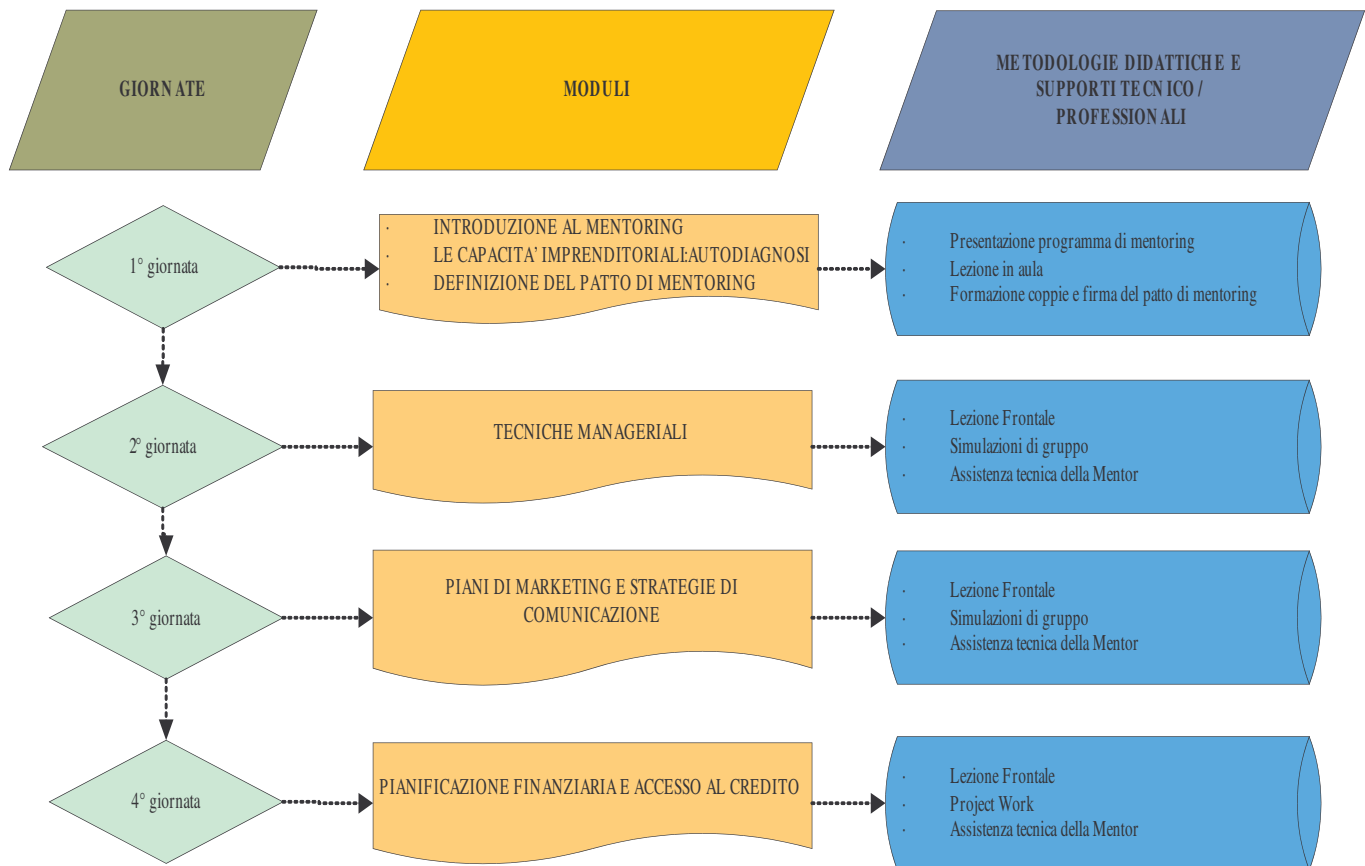 GIORNATE
MODULI
METODOLOGIE DIDATTICHE E
SUPPORTI TECNICO /
PROFESSIONALI
1° giornata
· INTRODUZIONE AL MENTORING
· LE CAPACITA’ IMPRENDITORIALI:AUTODIAGNOSI
· DEFINIZIONE DEL PATTO DI MENTORING
· Presentazione programma di mentoring
· Lezione in aula
· Formazione coppie e firma del patto di mentoring
2° giornata
TECNICHE MANAGERIALI
· Lezione Frontale
· Simulazioni di gruppo
· Assistenza tecnica della Mentor
3° giornata
PIANI DI MARKETING E STRATEGIE DI
COMUNICAZIONE
· Lezione Frontale
· Simulazioni di gruppo
· Assistenza tecnica della Mentor
4° giornata
PIANIFICAZIONE FINANZIARIA E ACCESSO AL CREDITO
· Lezione Frontale
· Project Work
· Assistenza tecnica della Mentor